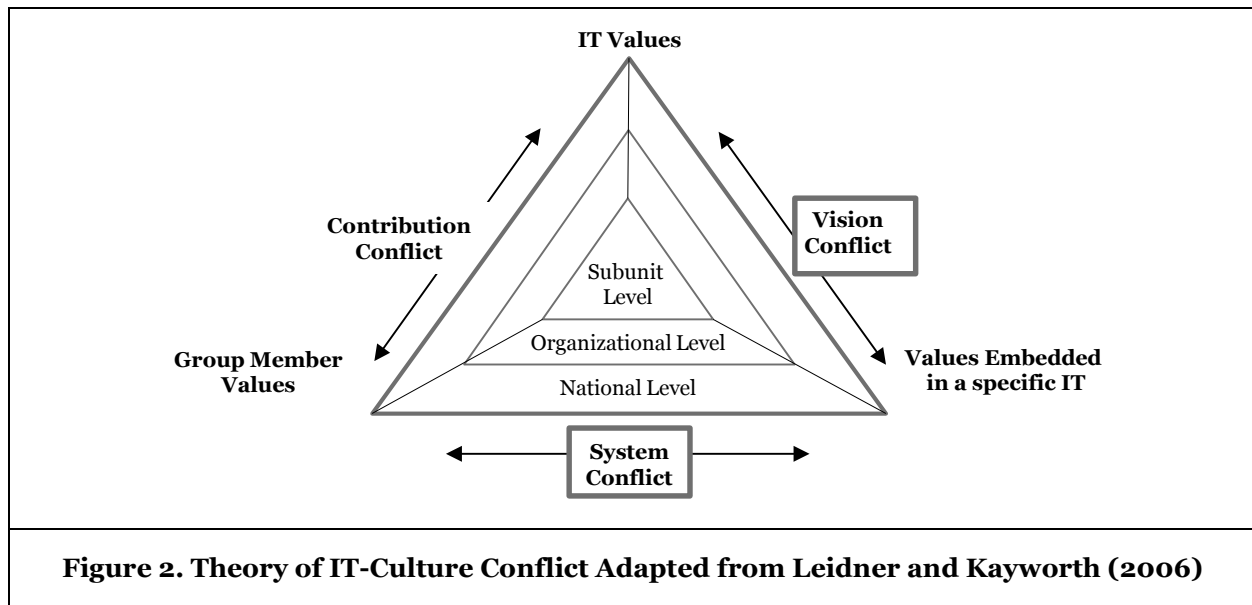 IT Values
Contribution
Conflict
Vision
Conflict
Subunit
Level
Organizational Level
National Level
Group Member
Values
Values Embedded
in a specific IT
System
Conflict
Figure 2. Theory of IT-Culture Conflict Adapted from Leidner and Kayworth (2006)